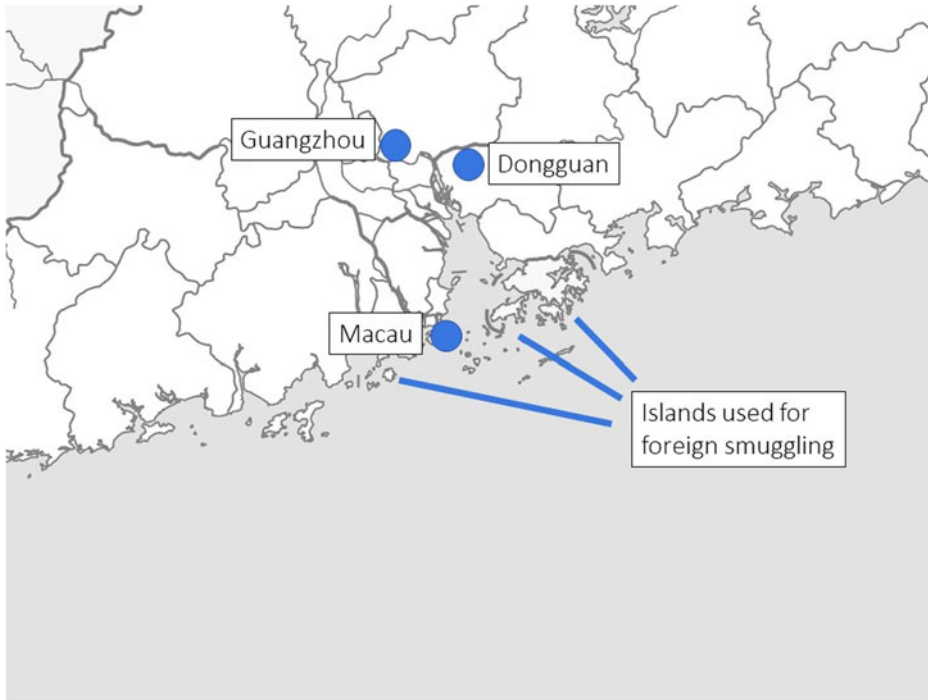 Guangzhou
Dongguan
Macau
Islands used for
foreign smuggling